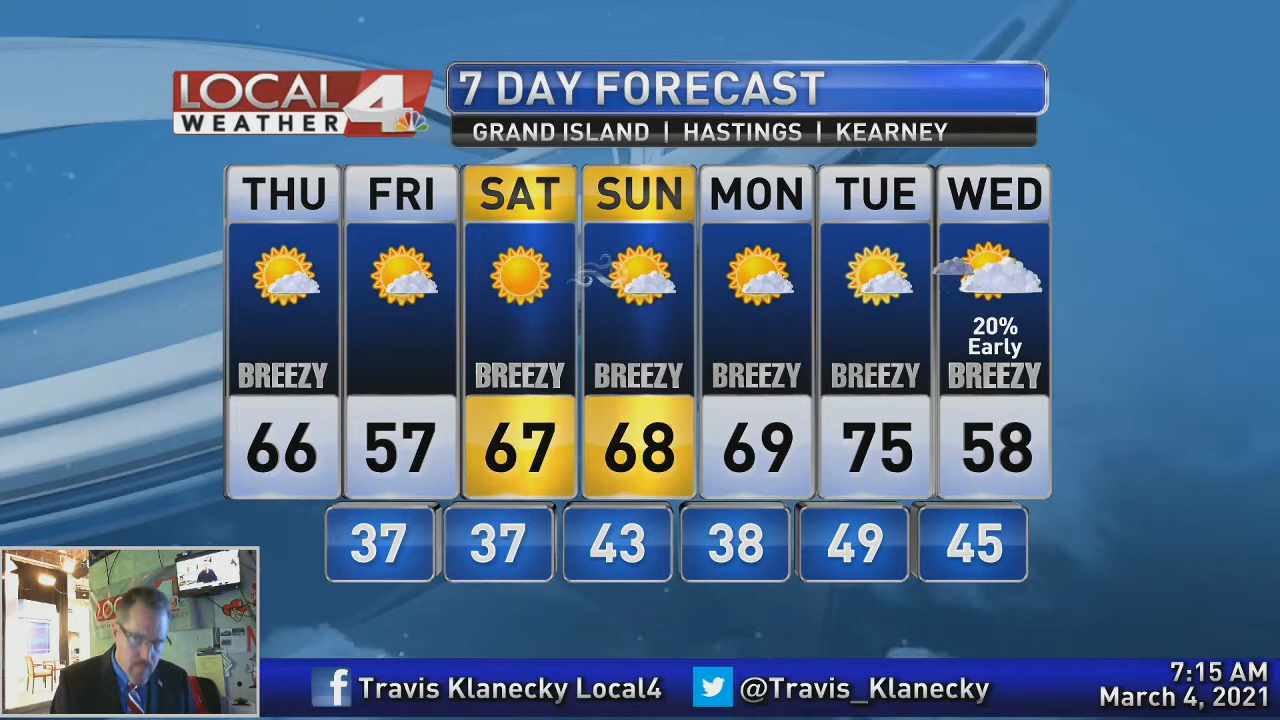 LOCAL 4
WEATHER
7 DAY FORECAST
GRAND ISLAND | HASTINGS | KEARNEY
THU FRI SAT SUN MON TUE WED
20%
Early
BREEZY BREEZY BREEZY BREEZY BREEZY BREEZY
66 57 67 68 69 75 58
37 37 43 38 49 45
Travis Klanecky Local4
@Travis_Klanecky
7:15 AM
March 4, 2021